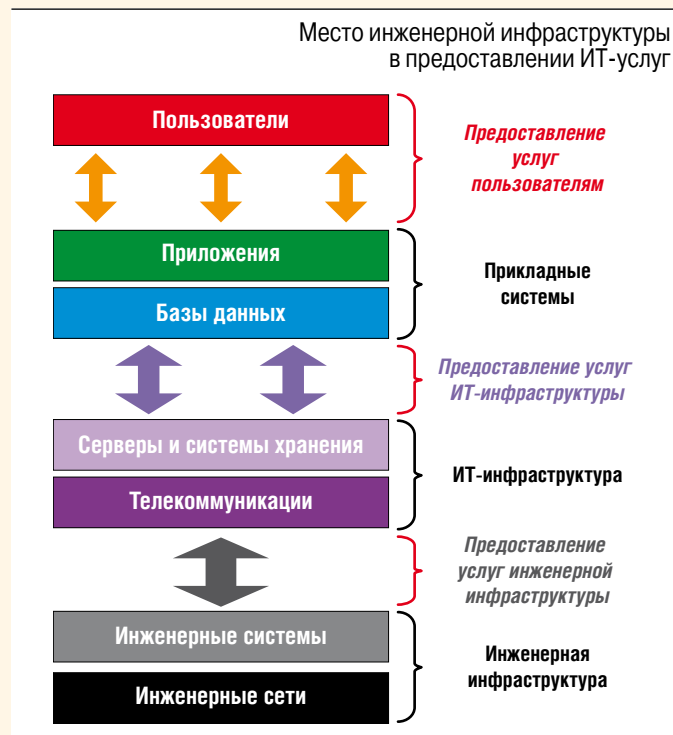 Место инженерной инфраструктуры
в предоставлении ИТ-услуг
Пользователи
Предоставление
услуг
пользователям
Приложения
Базы данных
Прикладные
системы
Предоставление услуг
ИТ-инфраструктуры
Серверы и системы хранения
Телекоммуникации
ИТ-инфраструктура
Предоставление
услуг инженерной
инфраструктуры
Инженерные системы
Инженерные сети
Инженерная
инфраструктура